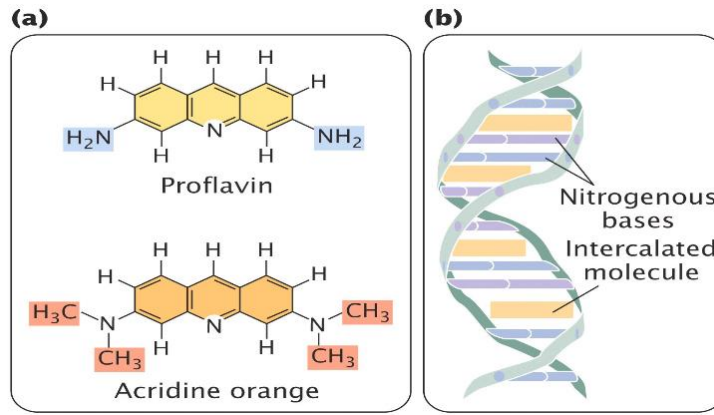 (a)
H H H
H H
H₂N N NH₂
H H
Proflavin
H H H
H H
H₃C N N N CH₃
CH₃ H H CH₃
Acridine orange
(b)
Nitrogenous
bases
Intercalated
molecule